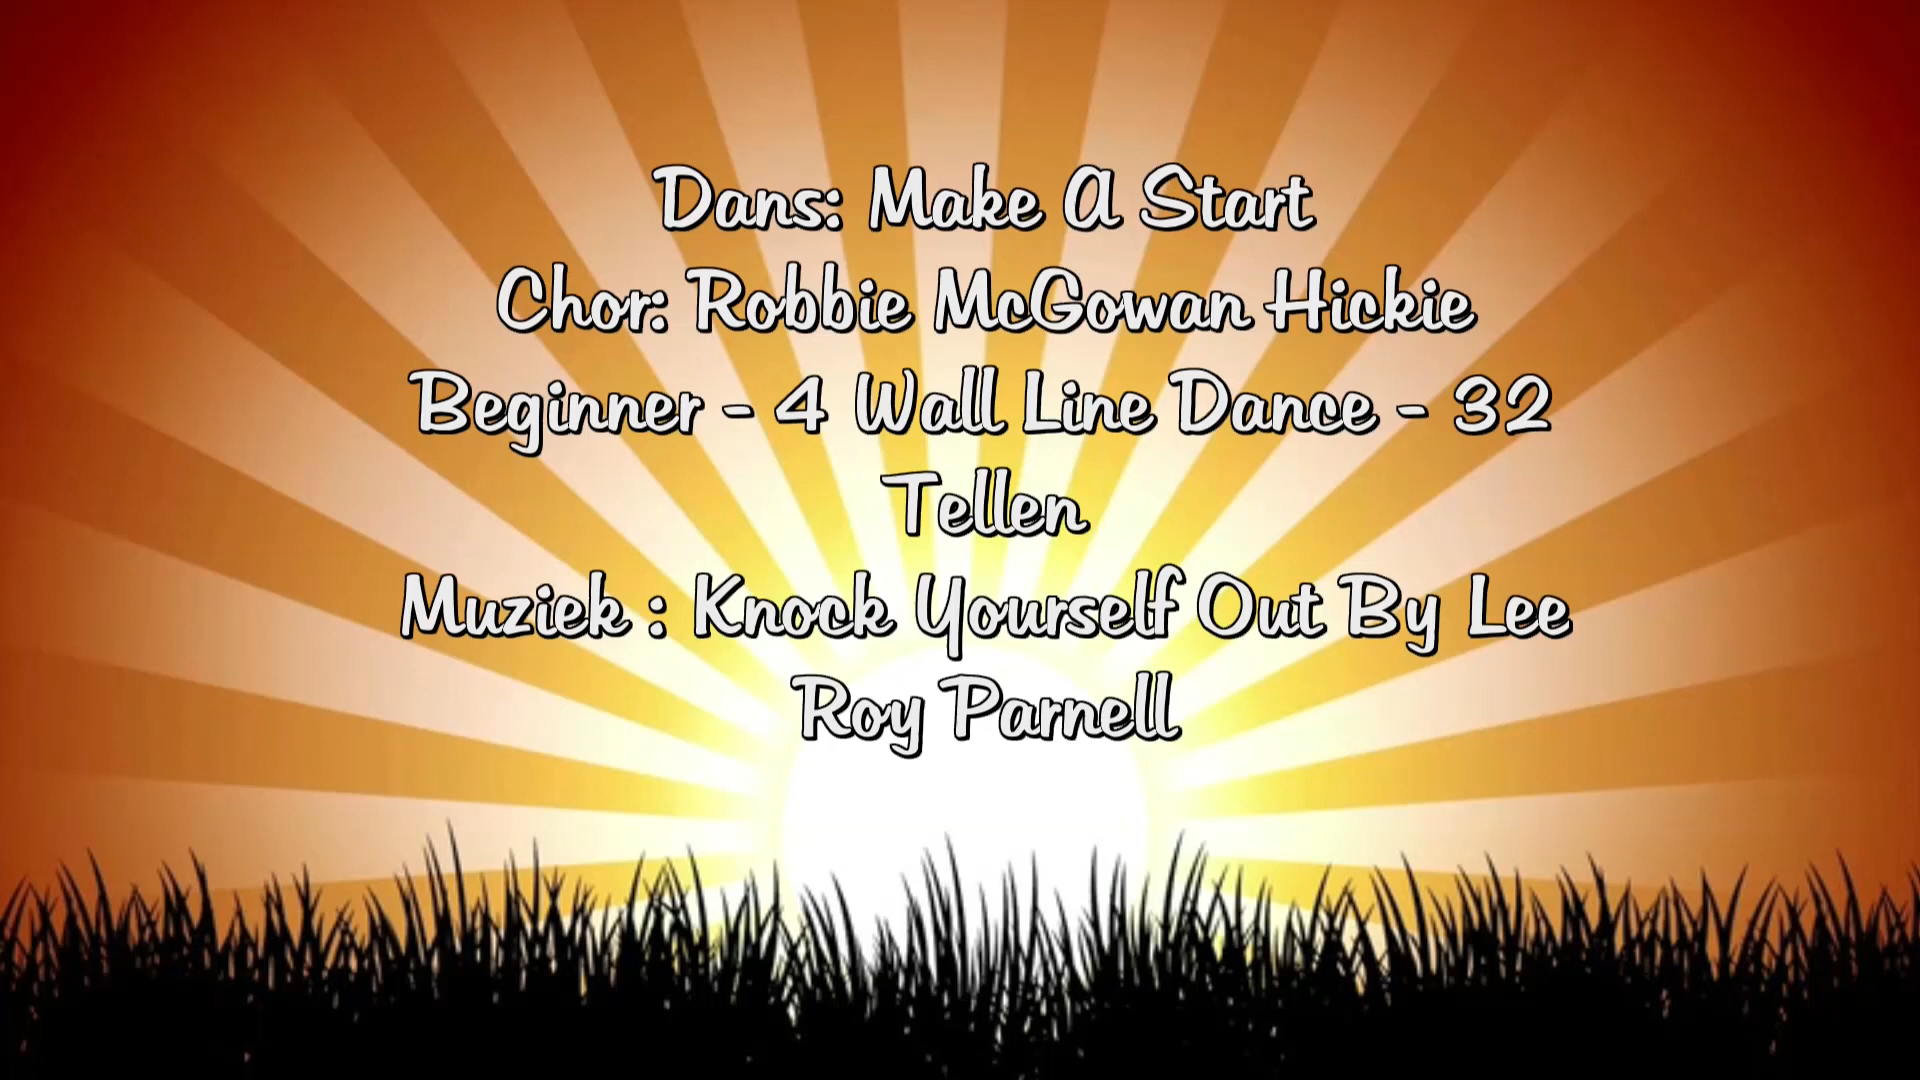 Dans: Make A Start
Chor: Robbie McGowan Hickie
Beginner - 4 Wall Line Dance - 32
Tellen
Muziek : Knock Yourself Out By Lee
Roy Parnell